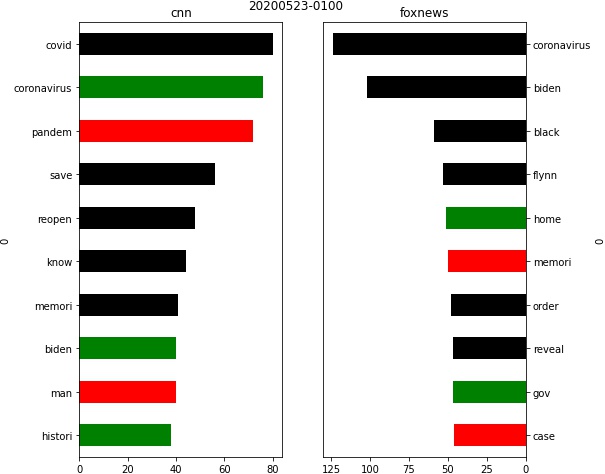 20200523-0100
cnn
foxnews
covid
coronavirus
pandem
save
reopen
know
memori
biden
man
histori
0
0 20 40 60 80
coronavirus
biden
black
flynn
home
memori
order
reveal
gov
case
0
125 100 75 50 25 0